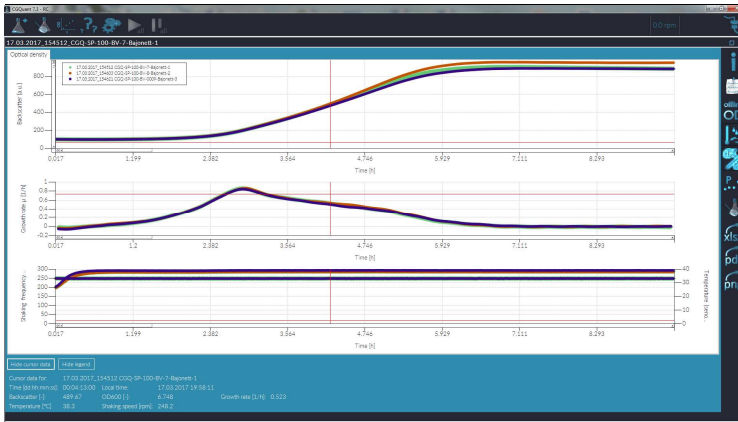 CGQuant 7.3 - RC
0.0 rpm
17.03.2017_154512_CGQ-SP-100-BV-7-Bajonett-1
Optical density
17.03.2017_154512 CGQ-SP-100-BV-7-Bajonett-1
17.03.2017_154603 CGQ-SP-100-BV-8-Bajonett-2
17.03.2017_154621 CGQ-SP-100-BV-0009-Bajonett-3
Backscatter [a.u.]
800
600
400
200
0
0.017 1.199 2.382 3.564 4.746 5.929 7.111 8.293
Time [h]
Growth rate µ [1/h]
1
0.8
0.6
0.4
0.2
0
-0.2
0.017 1.2 2.382 3.564 4.746 5.929 7.111 8.293
Time [h]
Shaking frequency...
300
250
200
150
100
50
0
40
30
20
10
0
Temperature [°C]
0.017 1.199 2.382 3.564 4.746 5.929 7.111 8.293
Time [h]
offlin
OD
xls
pd
pn
Hide cursor data Hide legend
Cursor data for: 17.03.2017_154512 CGQ-SP-100-BV-7-Bajonett-1
Time [dd:hh:mm:ss]: 00:04:13:00 Local time: 17.03.2017 19:58:11
Backscatter [-] 489.67 OD600 [-]: 6.748 Growth rate [1/h]: 0.523
Temperature [°C] 38.3 Shaking speed [rpm]: 248.2